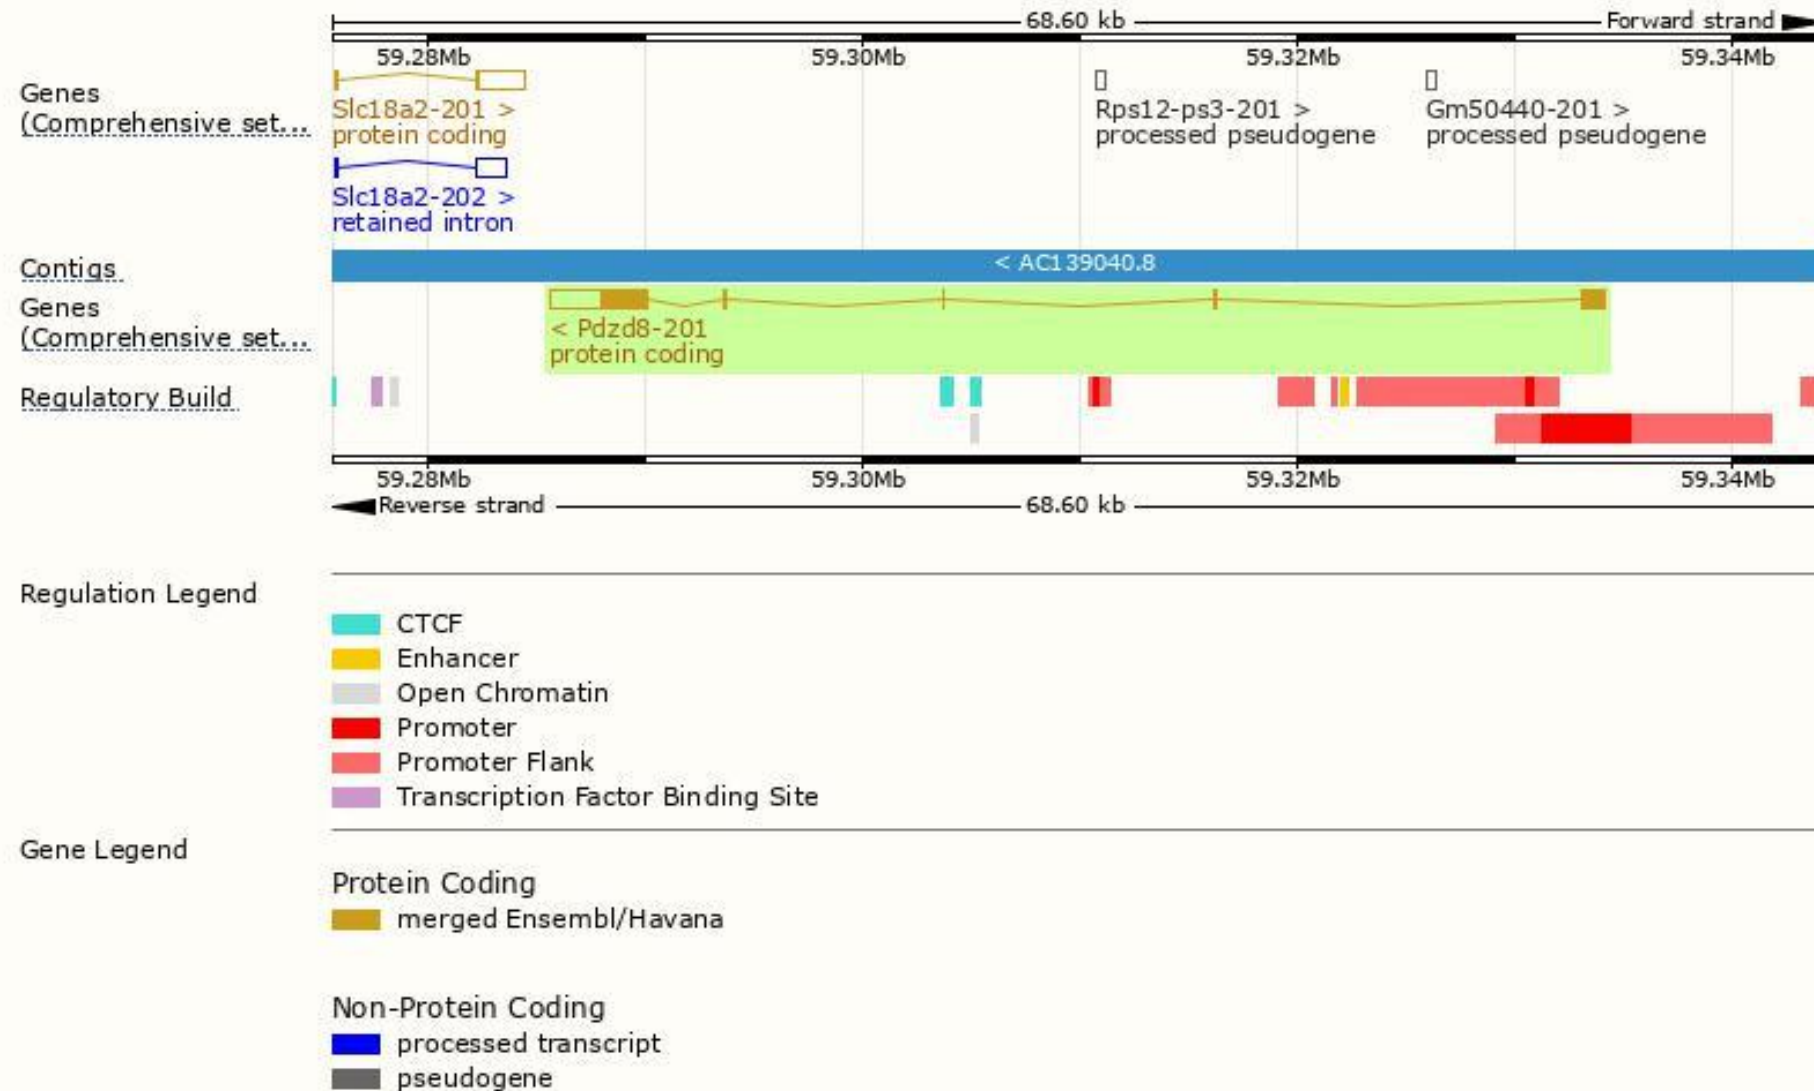 68.60 kb Forward strand
59.28Mb 59.30Mb 59.32Mb 59.34Mb
Genes
(Comprehensive set...
Slc18a2-201 >
protein coding
Rps12-ps3-201 >
processed pseudogene
Gm50440-201 >
processed pseudogene
Slc18a2-202 >
retained intron
Contigs
< AC139040.8
Genes
(Comprehensive set...
< Pdzd8-201
protein coding
Regulatory Build
59.28Mb 59.30Mb 59.32Mb 59.34Mb
Reverse strand 68.60 kb
Regulation Legend
CTCF
Enhancer
Open Chromatin
Promoter
Promoter Flank
Transcription Factor Binding Site
Gene Legend
Protein Coding
merged Ensembl/Havana
Non-Protein Coding
processed transcript
pseudogene